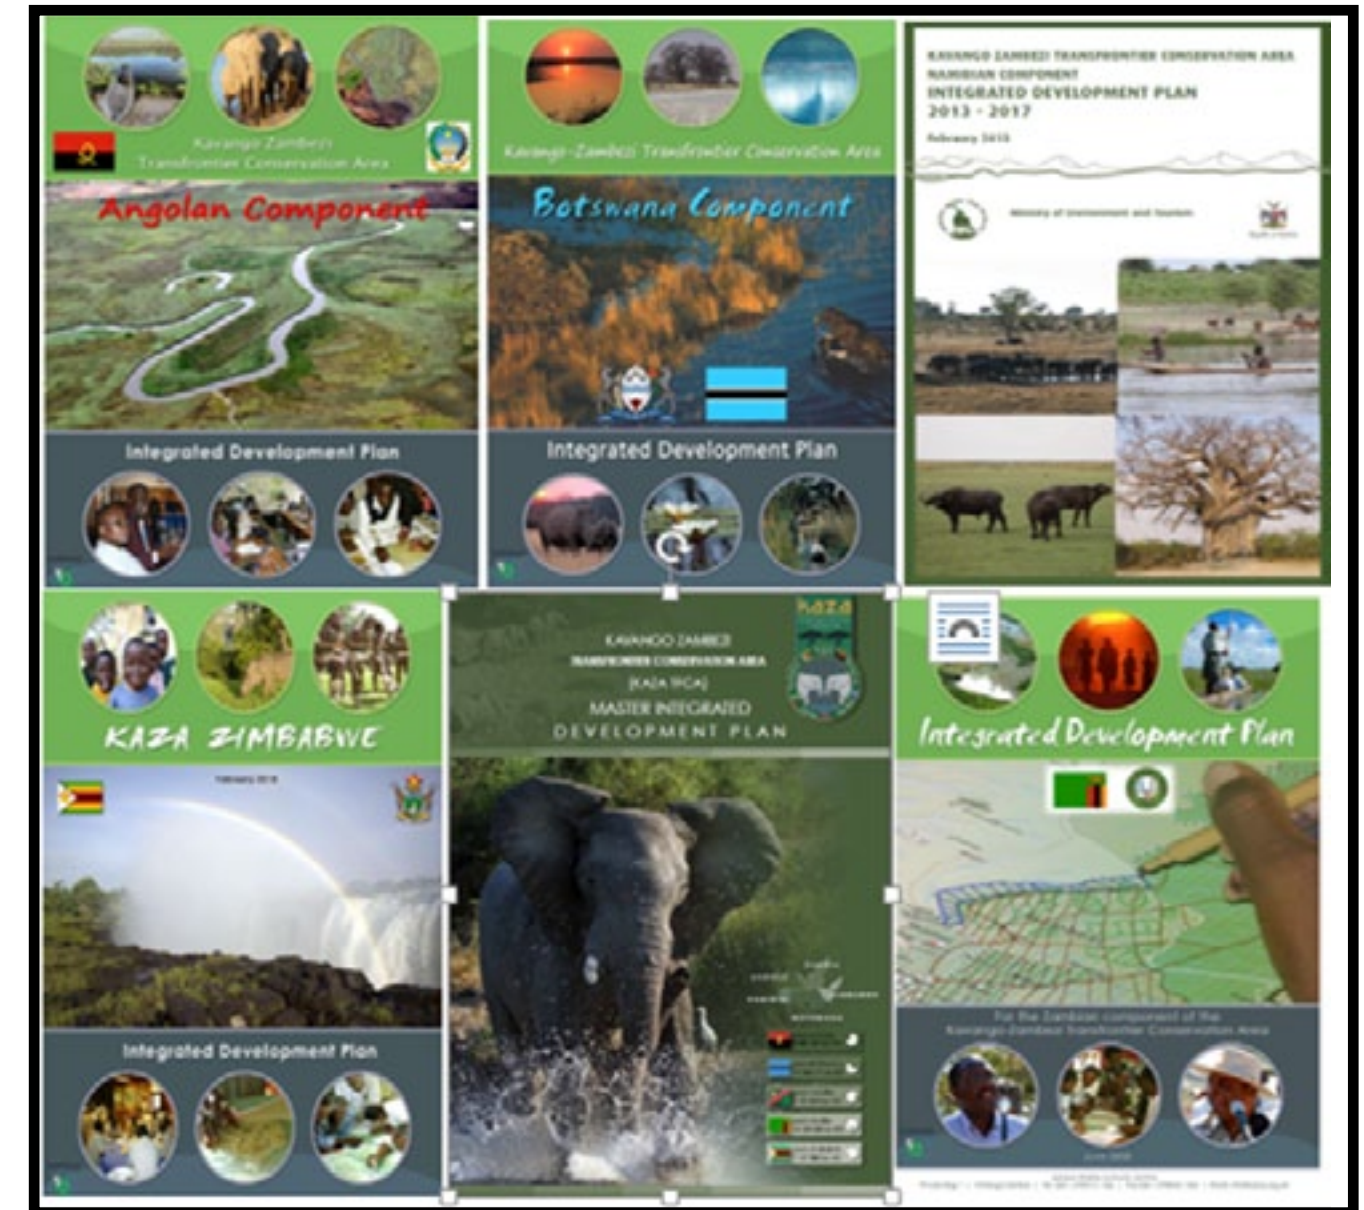 Kavango Zambezi
Transfrontier Conservation Area
Angolan Component
Integrated Development Plan
Kavango-Zambezi Transfrontier Conservation Area
Botswana Component
Integrated Development Plan
KAVANGO ZAMBEZI TRANSFRONTIER CONSERVATION AREA
NAMIBIAN COMPONENT
INTEGRATED DEVELOPMENT PLAN
2013 - 2017
February 2013
Ministry of Environment and Tourism
KAZA ZIMBABWE
Integrated Development Plan
kaza
KAVANGO ZAMBEZI
TRANSFRONTIER CONSERVATION AREA
(KAZA TFCA)
MASTER INTEGRATED
DEVELOPMENT PLAN
Integrated Development Plan
For the Zambian component of the
Kavango-Zambezi Transfrontier Conservation Area